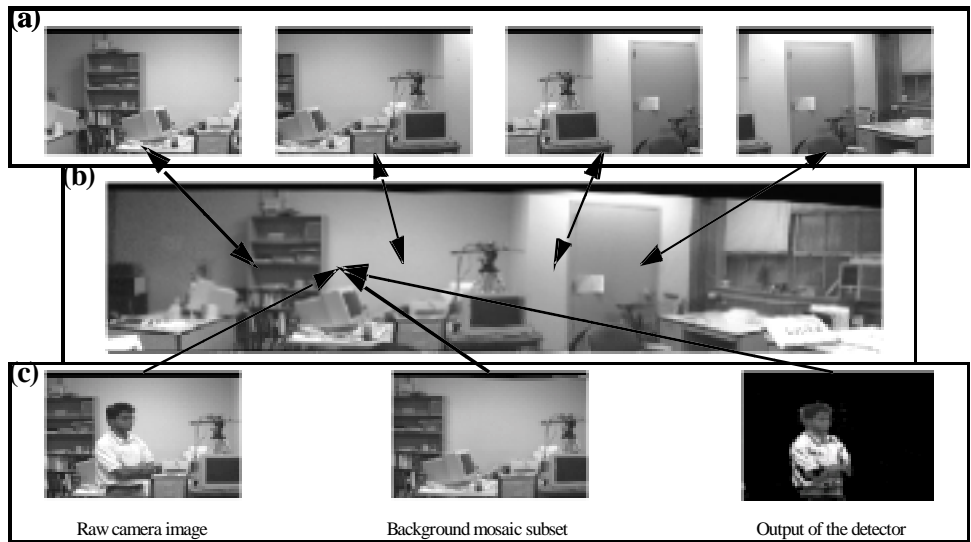 (a)
(b)
(c)
Raw camera image
Background mosaic subset
Output of the detector